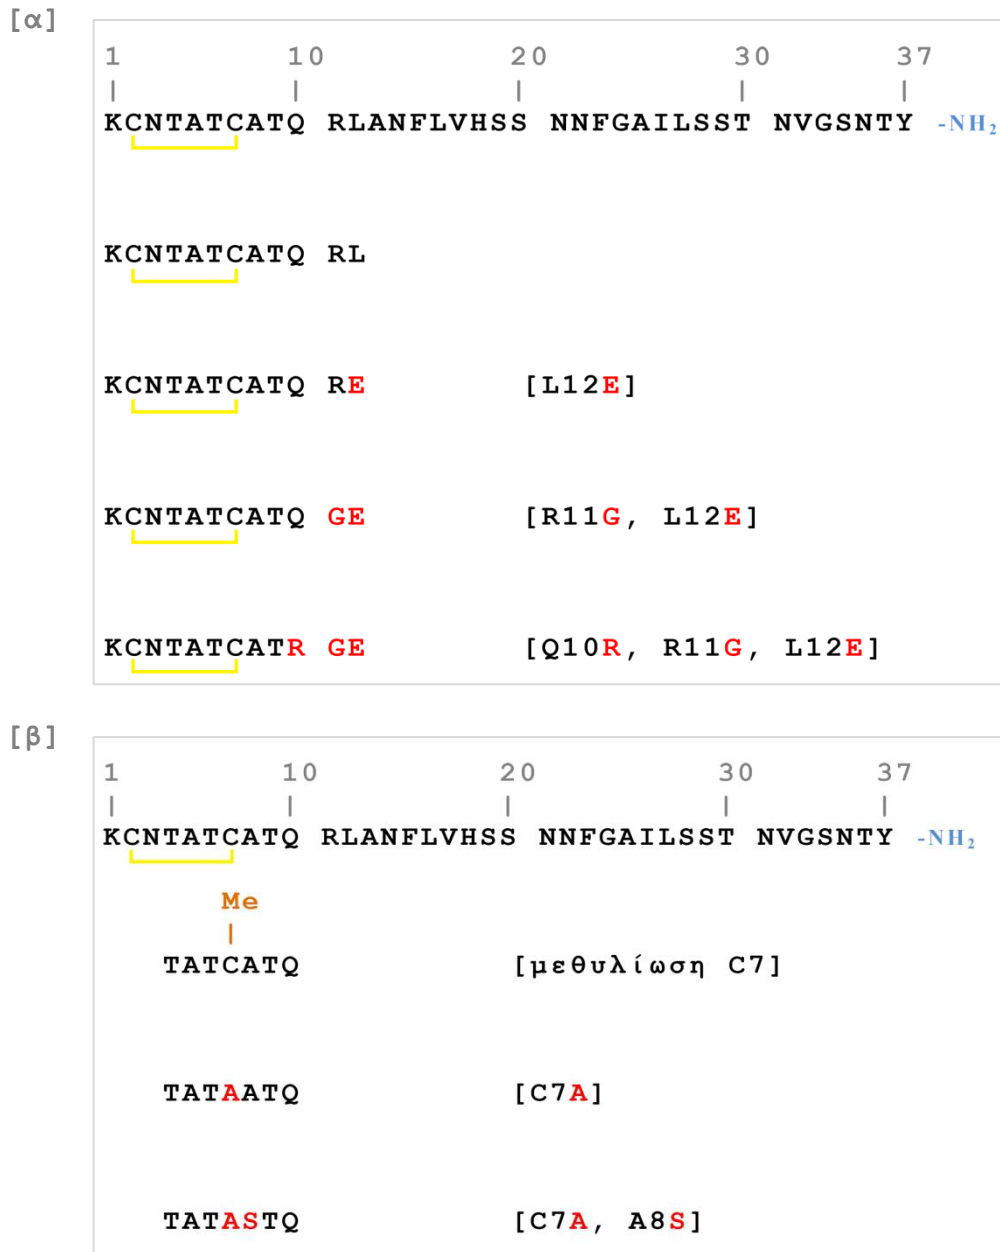 [α]
1 10 20 30 37
| | | | |
KCNTATCATQ RLANFLVHSS NNFGAILSST NVGSNTY -NH₂
KCNTATCATQ RL
KCNTATCATQ RE [L12E]
KCNTATCATQ GE [R11G, L12E]
KCNTATCATR GE [Q10R, R11G, L12E]
[β]
1 10 20 30 37
| | | | |
KCNTATCATQ RLANFLVHSS NNFGAILSST NVGSNTY -NH₂
Me
|
TATCATQ [μεθυλίωση C7]
TATAATQ [C7A]
TATASTQ [C7A, A8S]